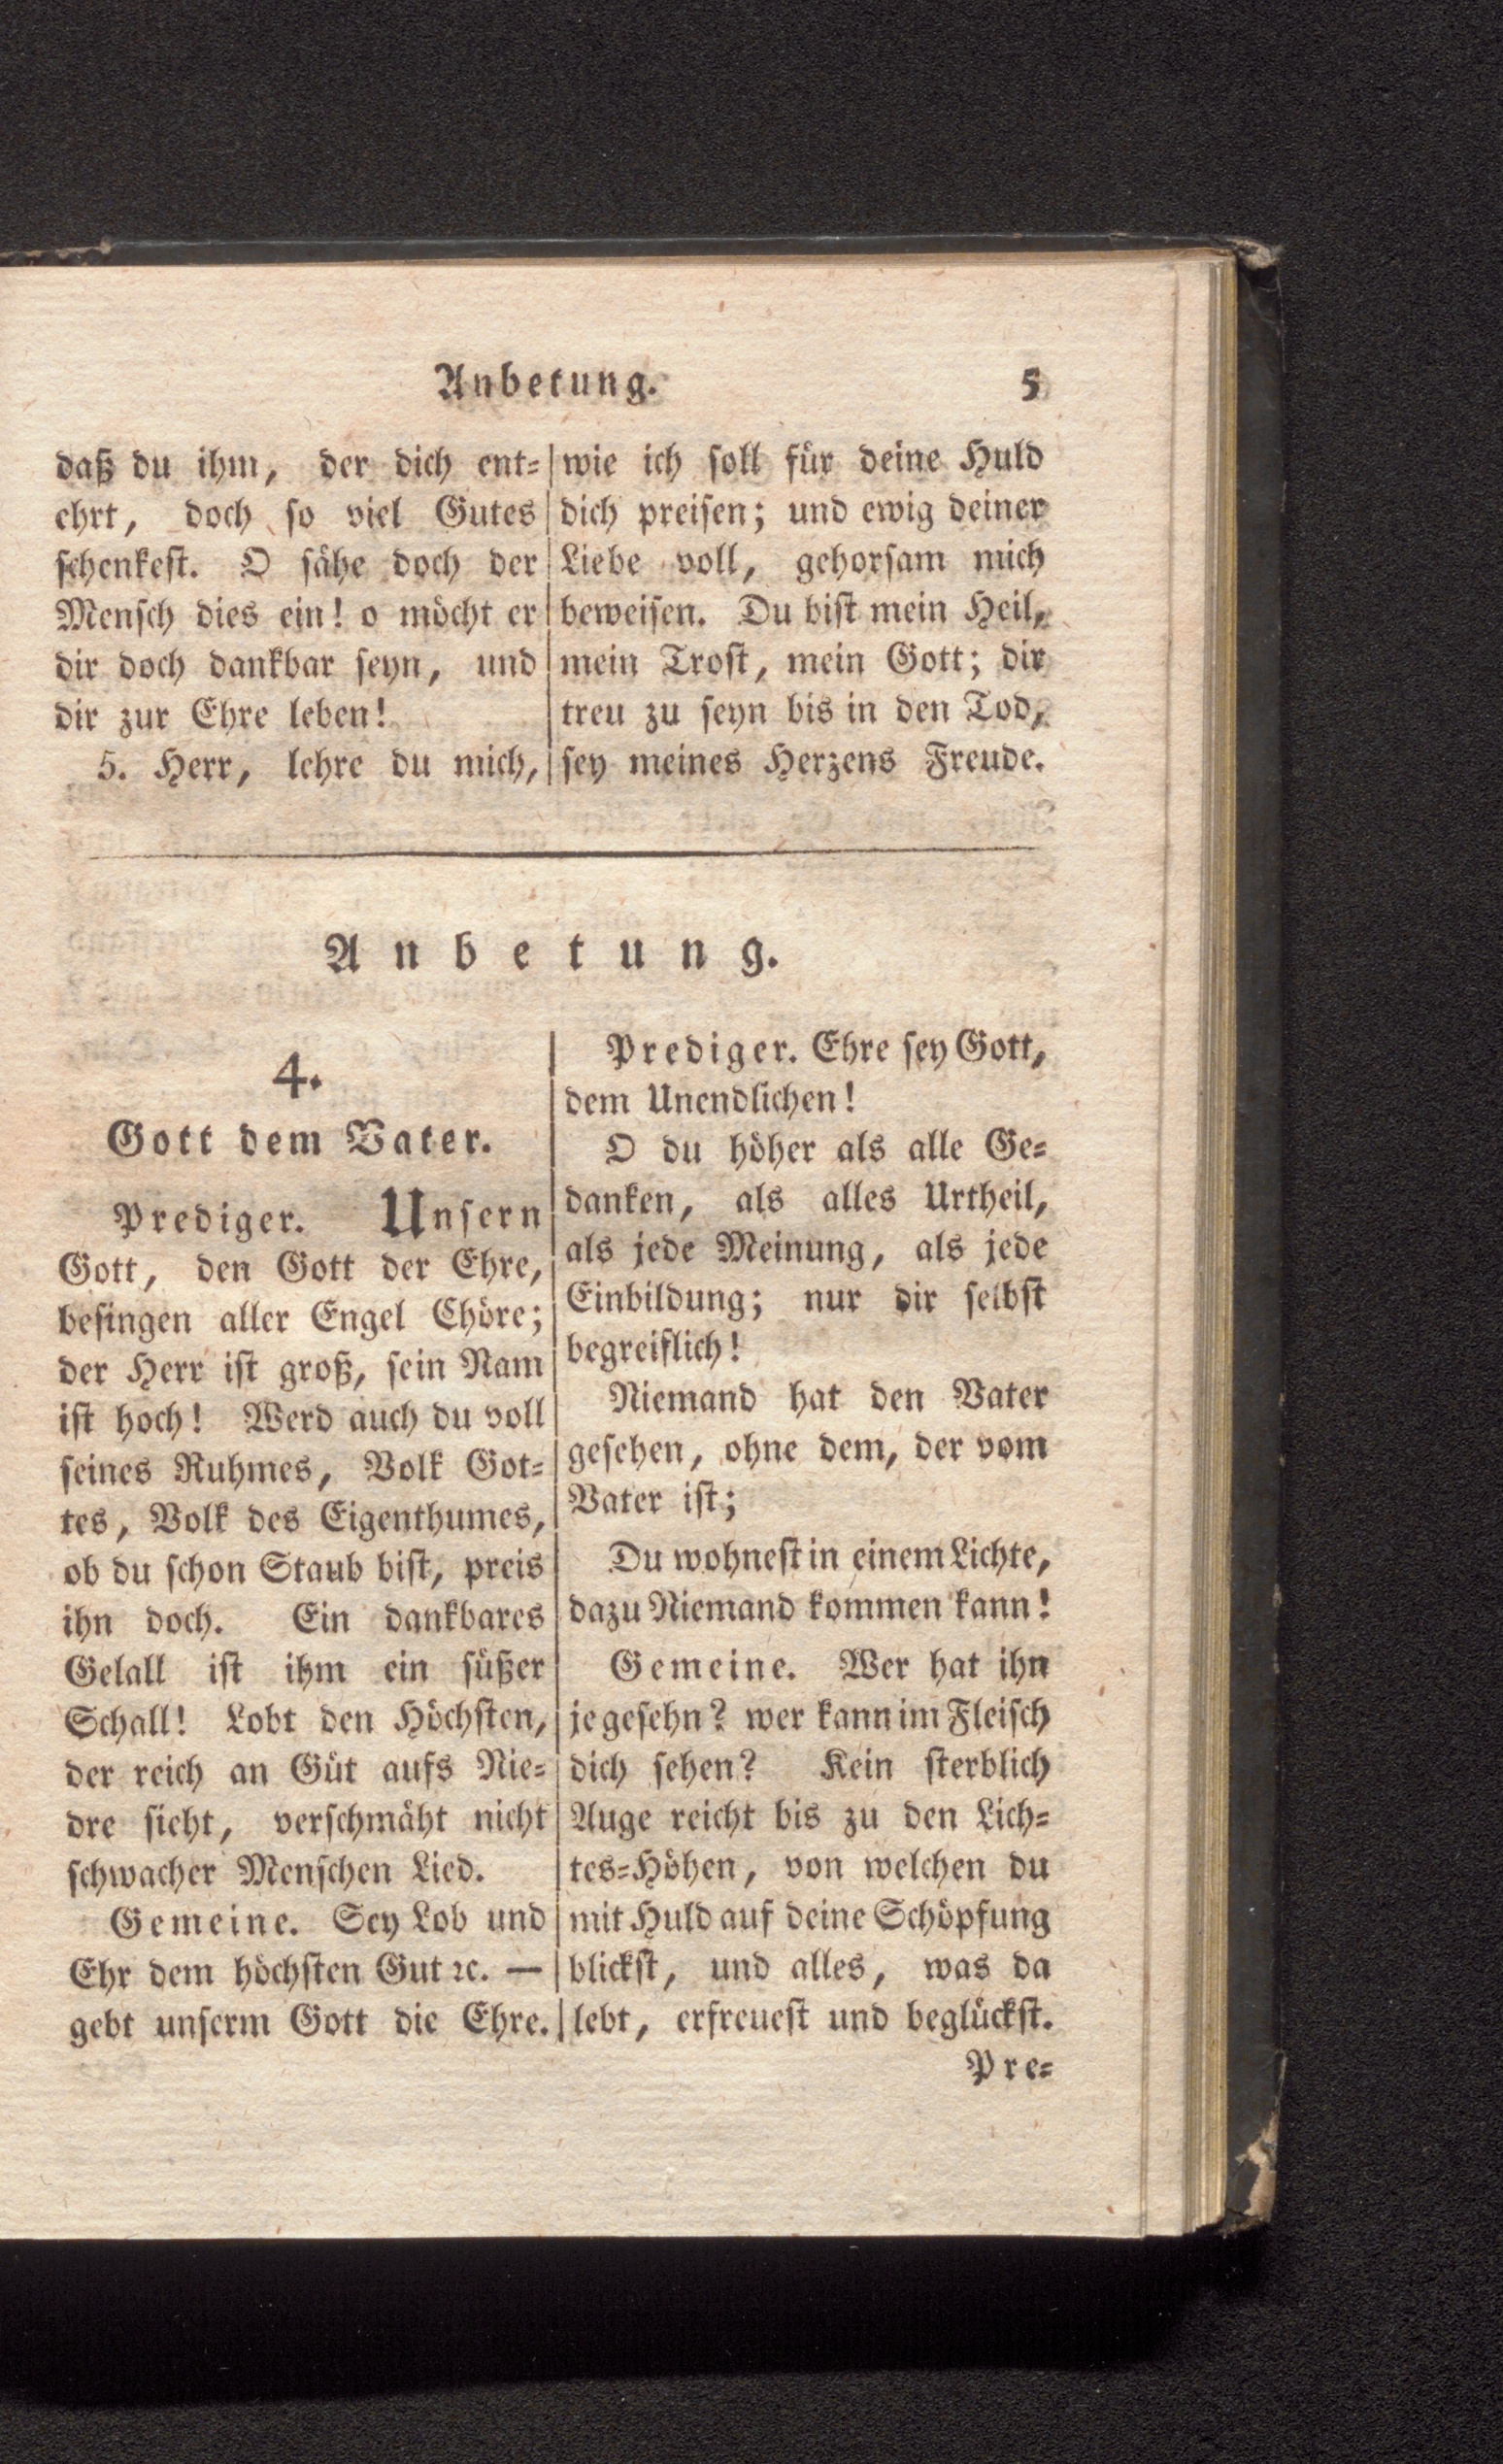 Anbetung. 5
daß du ihm, der dich ent=
ehrt, doch so viel Gutes
schenkest. O sähe doch der
Mensch dies ein! o möcht er
dir doch dankbar seyn, und
dir zur Ehre leben!
5. Herr, lehre du mich,
wie ich soll für deine Huld
dich preisen; und ewig deiner
Liebe voll, gehorsam mich
beweisen. Du bist mein Heil,
mein Trost, mein Gott; dir
treu zu seyn bis in den Tod,
sey meines Herzens Freude.
Anbetung.
4.
Gott dem Vater.
Prediger. Unsern
Gott, den Gott der Ehre,
besingen aller Engel Chöre;
der Herr ist groß, sein Nam
ist hoch! Werd auch du voll
seines Ruhmes, Volk Got=
tes, Volk des Eigenthumes,
ob du schon Staub bist, preis
ihn doch. Ein dankbares
Gelall ist ihm ein süßer
Schall! Lobt den Höchsten,
der reich an Güt aufs Nie=
dre sieht, verschmäht nicht
schwacher Menschen Lied.
Gemeine. Sey Lob und
Ehr dem höchsten Gut ꝛc. —
gebt unserm Gott die Ehre.
Prediger. Ehre sey Gott,
dem Unendlichen!
O du höher als alle Ge=
danken, als alles Urtheil,
als jede Meinung, als jede
Einbildung; nur dir selbst
begreiflich!
Niemand hat den Vater
gesehen, ohne dem, der vom
Vater ist;
Du wohnest in einem Lichte,
dazu Niemand kommen kann!
Gemeine. Wer hat ihn
je gesehn? wer kann im Fleisch
dich sehen? Kein sterblich
Auge reicht bis zu den Lich=
tes=Höhen, von welchen du
mit Huld auf deine Schöpfung
blickst, und alles, was da
lebt, erfreuest und beglückst.
Pre=